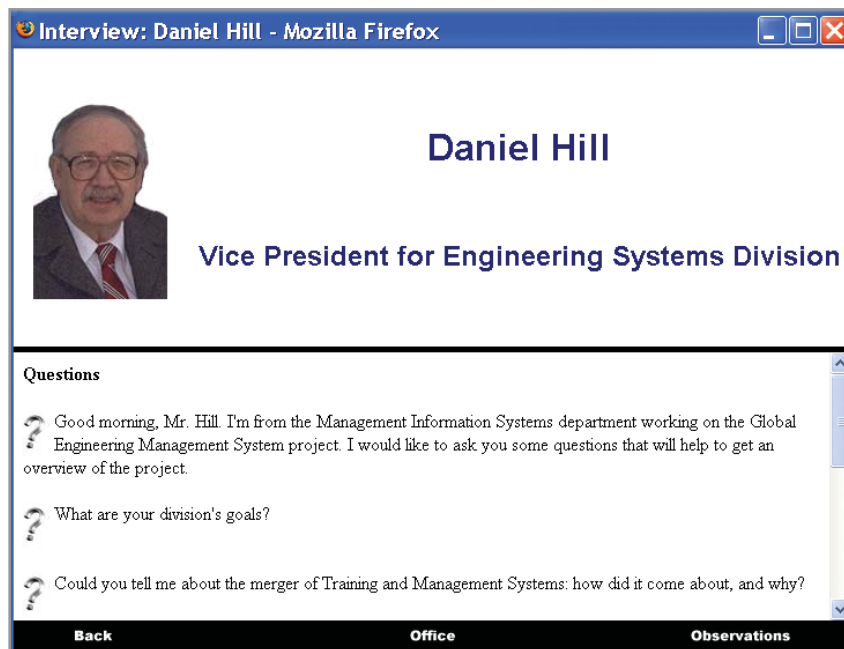 Interview: Daniel Hill - Mozilla Firefox
Daniel Hill
Vice President for Engineering Systems Division
Questions
Good morning, Mr. Hill. I'm from the Management Information Systems department working on the Global
Engineering Management System project. I would like to ask you some questions that will help to get an
overview of the project.
What are your division's goals?
Could you tell me about the merger of Training and Management Systems: how did it come about, and why?
Back Office Observations